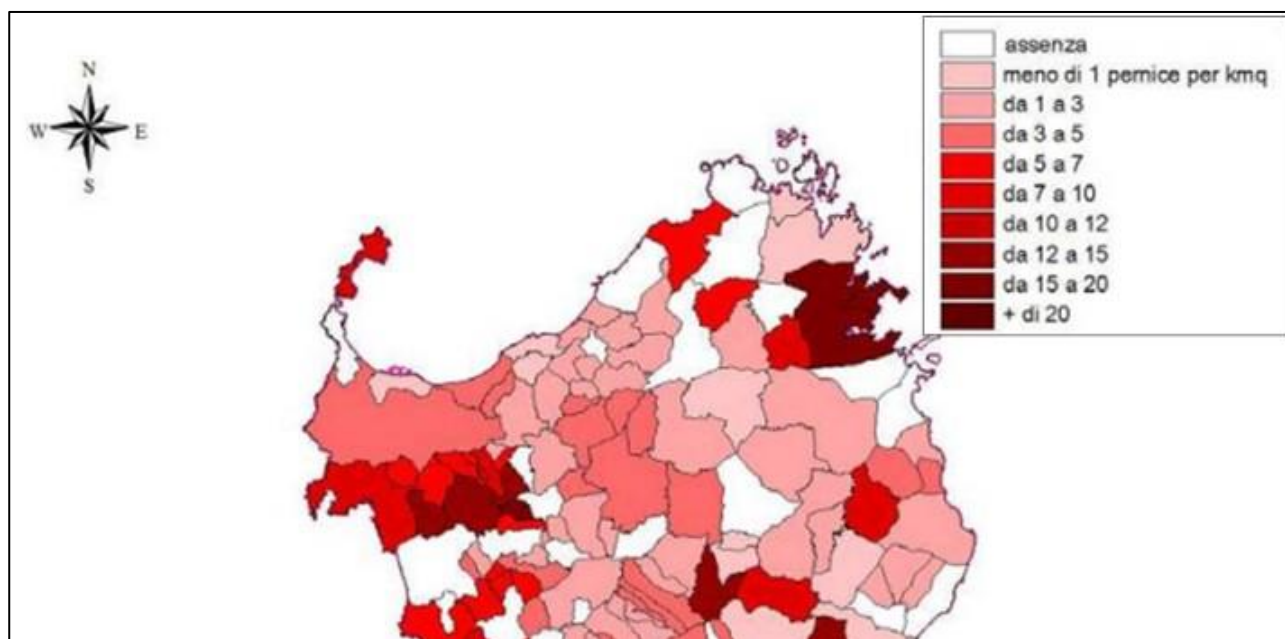 N
W E
S
assenza
meno di 1 pernice per kmq
da 1 a 3
da 3 a 5
da 5 a 7
da 7 a 10
da 10 a 12
da 12 a 15
da 15 a 20
+ di 20